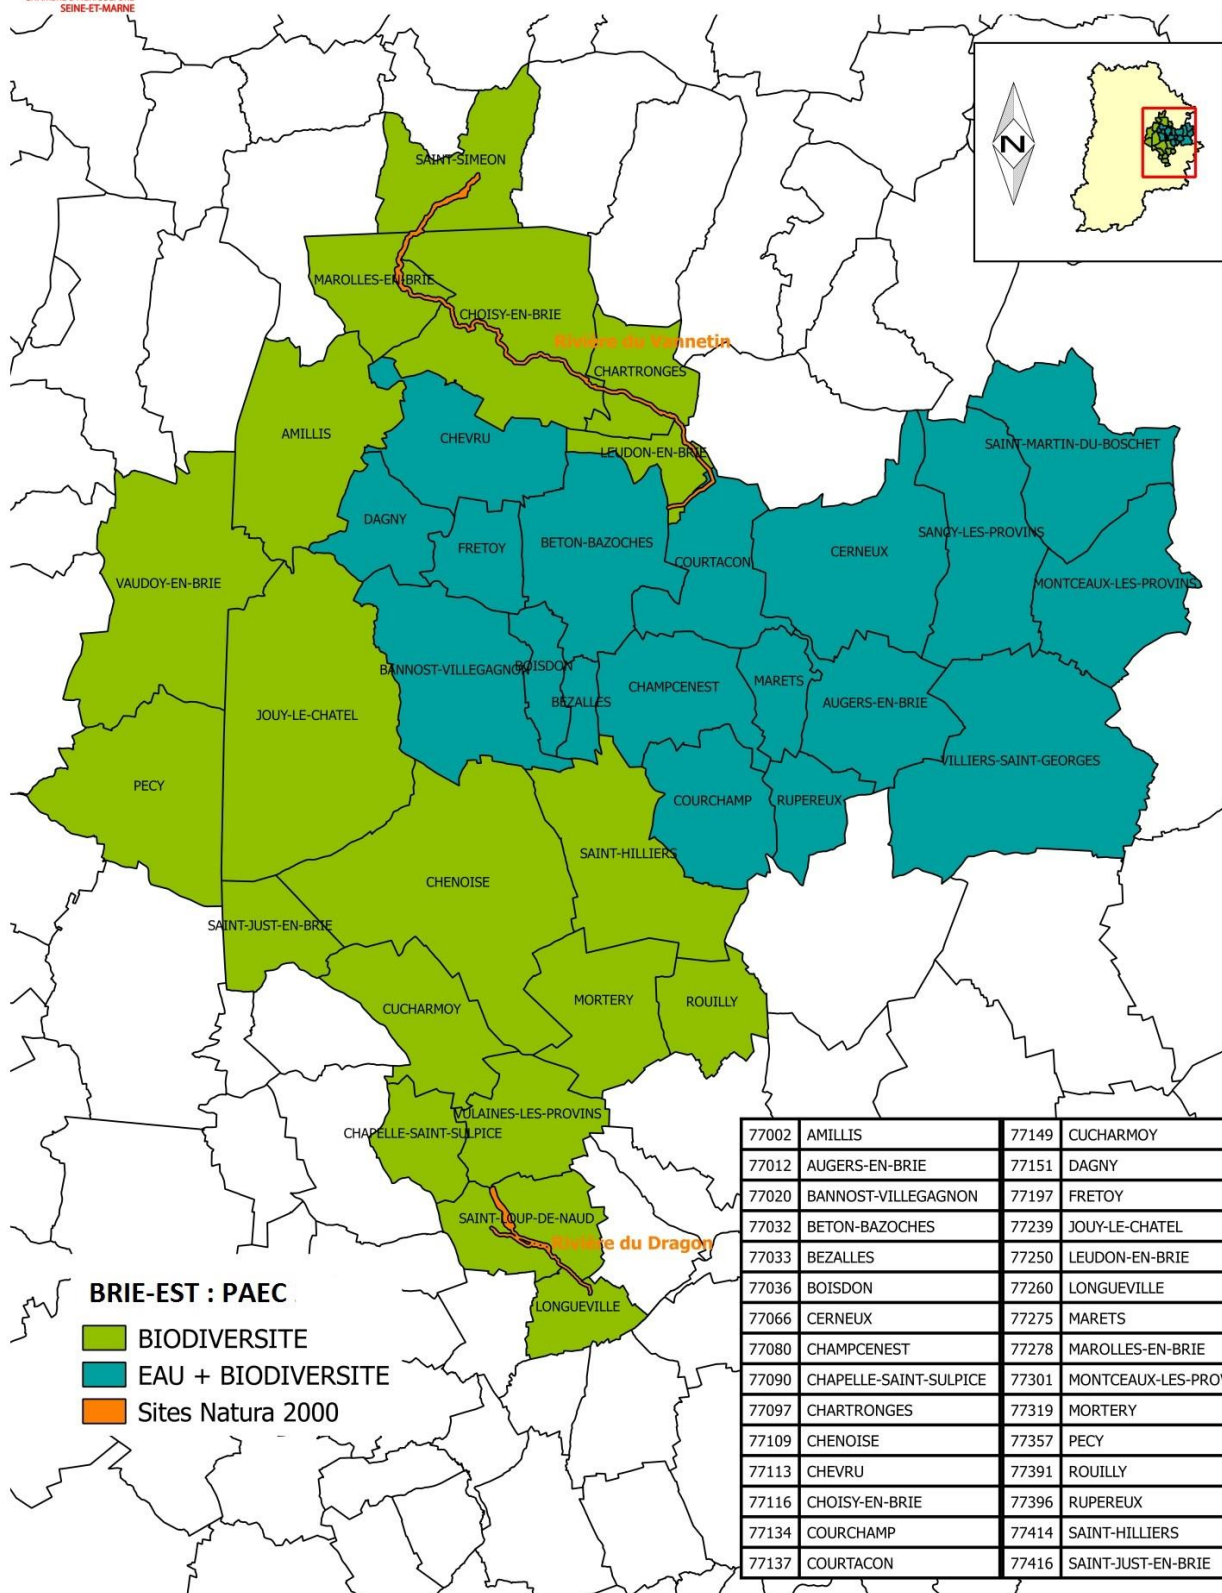 SEINE-ET-MARNE
N
SAINT-SIMEON
MAROLLES-EN-BRIE
CHOISY-EN-BRIE
Rivière du Vannetin
CHARTRONGES
AMILLIS
CHEVRU
LEUDON-EN-BRIE
SAINT-MARTIN-DU-BOSCHET
DAGNY
FRETOY
BETON-BAZOCHES
COURTACON
CERNEUX
SANCY-LES-PROVINS
VAUDOY-EN-BRIE
MONTCEAUX-LES-PROVINS
BANNOST-VILLEGAGNON
BOISDON
BEZALLES
CHAMPCENEST
MARETS
AUGERS-EN-BRIE
JOUY-LE-CHATEL
VILLIERS-SAINT-GEORGES
PECY
COURCHAMP
RUPEREUX
SAINT-HILLIERS
CHENOISE
SAINT-JUST-EN-BRIE
CUCHARMOY
MORTERY
ROUILLY
VULAINES-LES-PROVINS
CHAPELLE-SAINT-SULPICE
SAINT-LOUP-DE-NAUD
Rivière du Dragon
LONGUEVILLE
BRIE-EST : PAEC
BIODIVERSITE
EAU + BIODIVERSITE
Sites Natura 2000
77002 AMILLIS 77149 CUCHARMOY
77012 AUGERS-EN-BRIE 77151 DAGNY
77020 BANNOST-VILLEGAGNON 77197 FRETOY
77032 BETON-BAZOCHES 77239 JOUY-LE-CHATEL
77033 BEZALLES 77250 LEUDON-EN-BRIE
77036 BOISDON 77260 LONGUEVILLE
77066 CERNEUX 77275 MARETS
77080 CHAMPCENEST 77278 MAROLLES-EN-BRIE
77090 CHAPELLE-SAINT-SULPICE 77301 MONTCEAUX-LES-PROV
77097 CHARTRONGES 77319 MORTERY
77109 CHENOISE 77357 PECY
77113 CHEVRU 77391 ROUILLY
77116 CHOISY-EN-BRIE 77396 RUPEREUX
77134 COURCHAMP 77414 SAINT-HILLIERS
77137 COURTACON 77416 SAINT-JUST-EN-BRIE